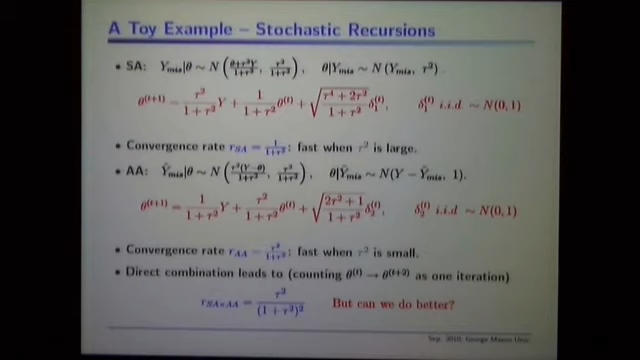 A Toy Example – Stochastic Recursions
• SA: Y_mis|θ ~ N((θ+τ²Y)/(1+τ²), τ²/(1+τ²)), θ|Y_mis ~ N(Y_mis, τ²).
θ^(t+1) = τ²/(1+τ²) Y + 1/(1+τ²) θ^(t) + √((τ⁴ + 2τ²)/(1+τ²)) δ₁^(t), δ₁^(t) i.i.d ~ N(0,1)
• Convergence rate r_SA = 1/(1+τ²): fast when τ² is large.
• AA: Ỹ_mis|θ ~ N(τ²(Y−θ)/(1+τ²), τ²/(1+τ²)), θ|Ỹ_mis ~ N(Y − Ỹ_mis, 1).
θ^(t+1) = 1/(1+τ²) Y + τ²/(1+τ²) θ^(t) + √((2τ²+1)/(1+τ²)) δ₂^(t), δ₂^(t) i.i.d ~ N(0,1)
• Convergence rate r_AA = τ²/(1+τ²): fast when τ² is small.
• Direct combination leads to (counting θ^(t) → θ^(t+2) as one iteration)
r_SA×AA = τ²/(1+τ²)² But can we do better?
Sep. 2010, George Mason Univ.